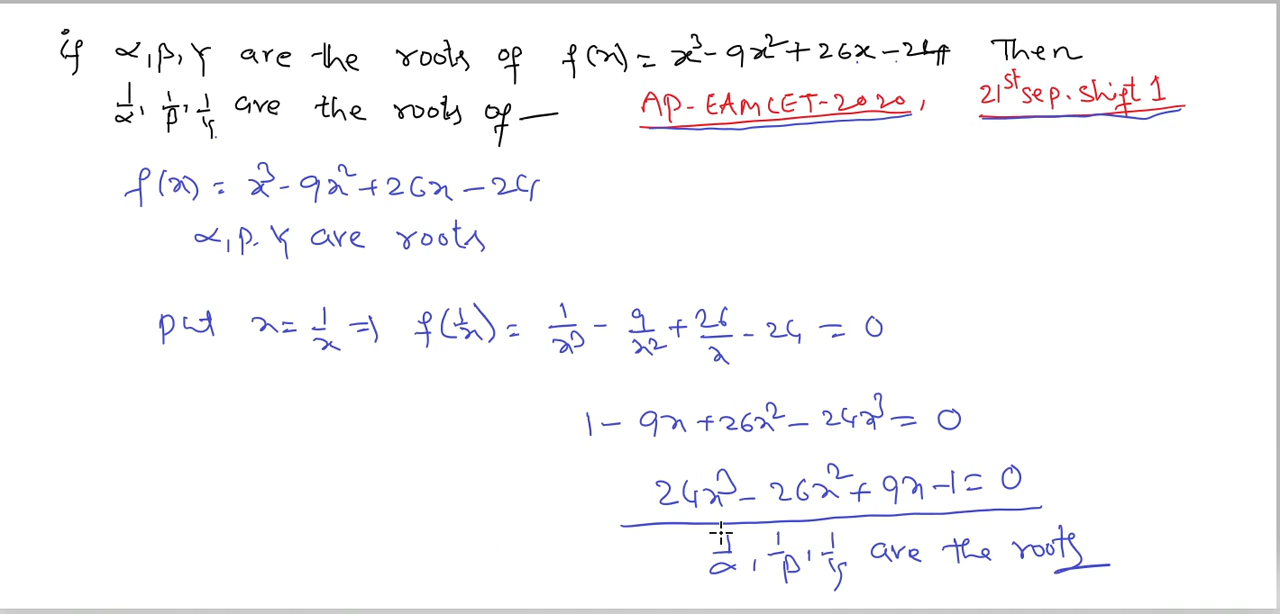 if α, β, γ are the roots of f(x) = x³ - 9x² + 26x - 24 Then
1/α, 1/β, 1/γ are the roots of —
AP-EAMCET-2020, 21st sep. shift 1
f(x) = x³ - 9x² + 26x - 24
α, β, γ are roots
put x = 1/x ⇒ f(1/x) = 1/x³ - 9/x² + 26/x - 24 = 0
1 - 9x + 26x² - 24x³ = 0
24x³ - 26x² + 9x - 1 = 0
1/α, 1/β, 1/γ are the roots